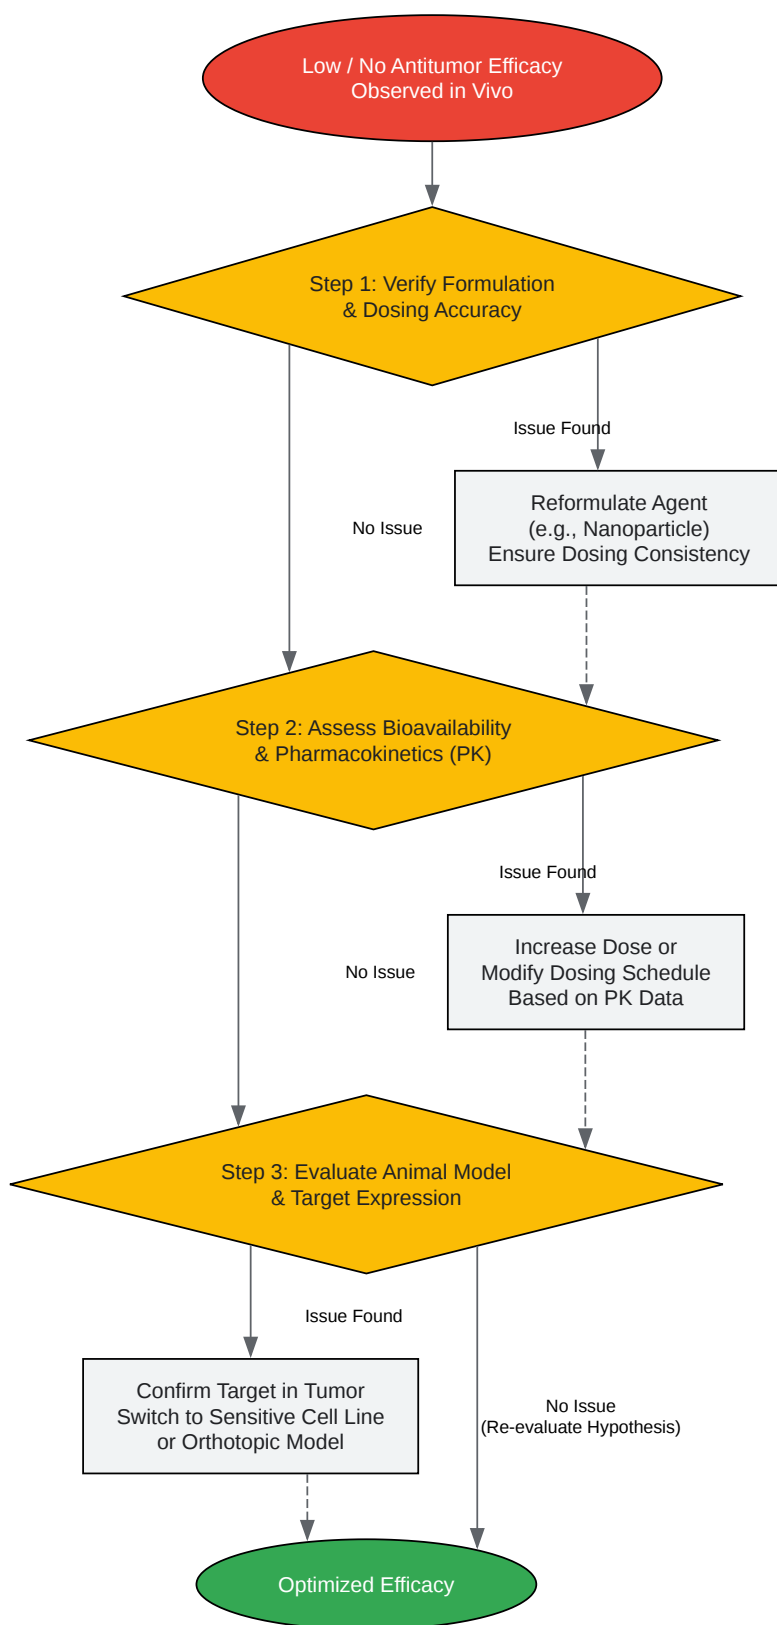 Low / No Antitumor Efficacy
Observed in Vivo
Step 1: Verify Formulation
& Dosing Accuracy
Issue Found
No Issue
Reformulate Agent
(e.g., Nanoparticle)
Ensure Dosing Consistency
Step 2: Assess Bioavailability
& Pharmacokinetics (PK)
Issue Found
No Issue
Increase Dose or
Modify Dosing Schedule
Based on PK Data
Step 3: Evaluate Animal Model
& Target Expression
Issue Found
Confirm Target in Tumor
Switch to Sensitive Cell Line
or Orthotopic Model
No Issue
(Re-evaluate Hypothesis)
Optimized Efficacy